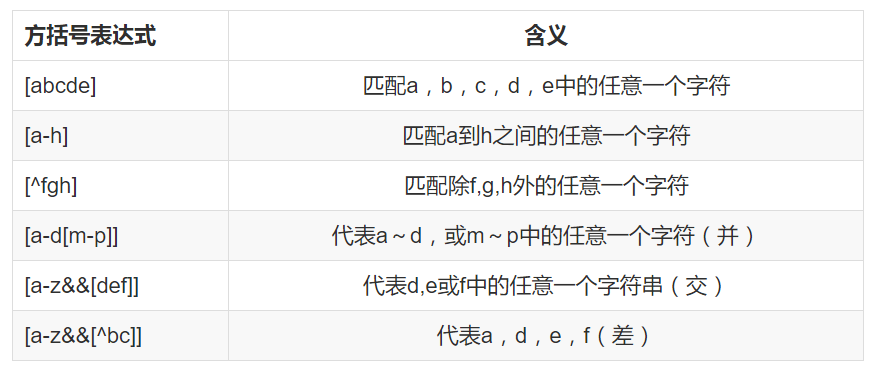 方括号表达式 含义
[abcde] 匹配a，b，c，d，e中的任意一个字符
[a-h] 匹配a到h之间的任意一个字符
[^fgh] 匹配除f,g,h外的任意一个字符
[a-d[m-p]] 代表a～d，或m～p中的任意一个字符（并）
[a-z&&[def]] 代表d,e或f中的任意一个字符串（交）
[a-z&&[^bc]] 代表a，d，e，f（差）